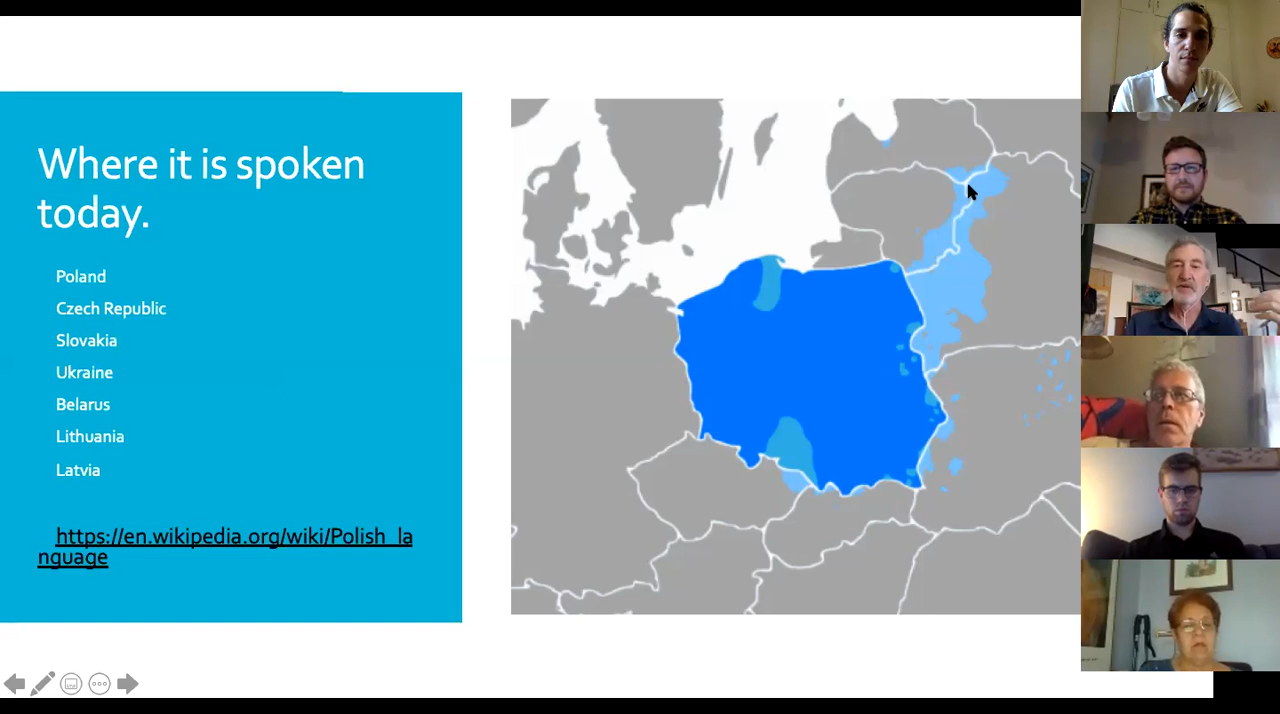 Where it is spoken
today.
Poland
Czech Republic
Slovakia
Ukraine
Belarus
Lithuania
Latvia
https://en.wikipedia.org/wiki/Polish_la
nguage